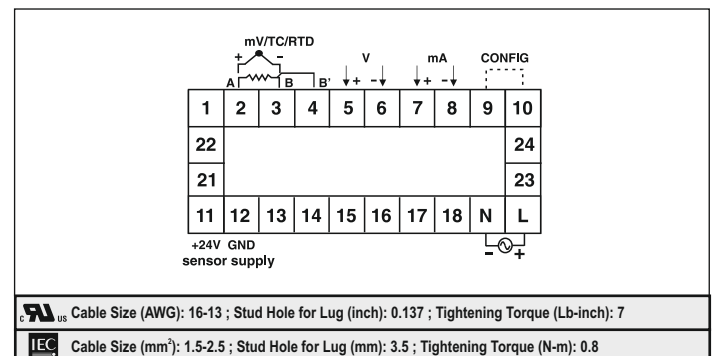 mV/TC/RTD
+ -
V
mA
CONFIG
A B B'
+ -
+ -
1 2 3 4 5 6 7 8 9 10
22 24
21 23
11 12 13 14 15 16 17 18 N L
+24V GND
sensor supply
- +
c us Cable Size (AWG): 16-13 ; Stud Hole for Lug (inch): 0.137 ; Tightening Torque (Lb-inch): 7
IEC Cable Size (mm²): 1.5-2.5 ; Stud Hole for Lug (mm): 3.5 ; Tightening Torque (N-m): 0.8